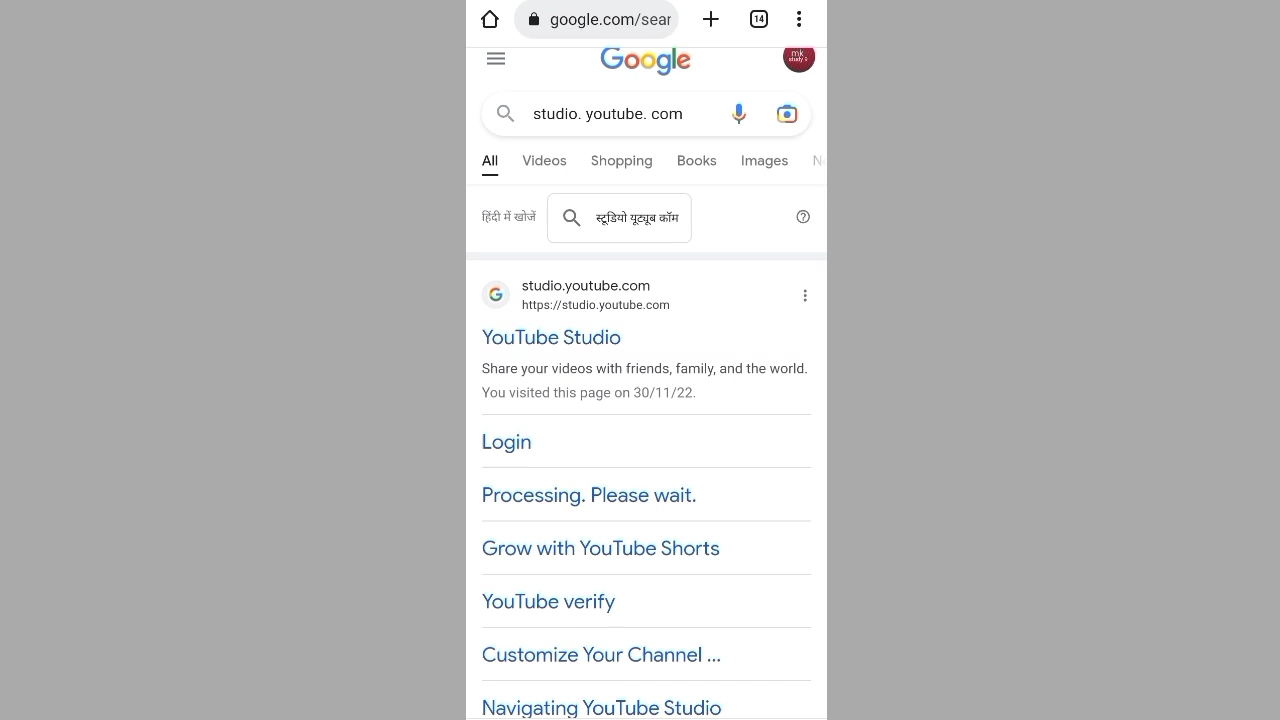 google.com/sear
14
Google
mk
study 9
studio. youtube. com
All Videos Shopping Books Images
हिंदी में खोजें स्टूडियो यूट्यूब कॉम
studio.youtube.com
https://studio.youtube.com
YouTube Studio
Share your videos with friends, family, and the world.
You visited this page on 30/11/22.
Login
Processing. Please wait.
Grow with YouTube Shorts
YouTube verify
Customize Your Channel ...
Navigating YouTube Studio